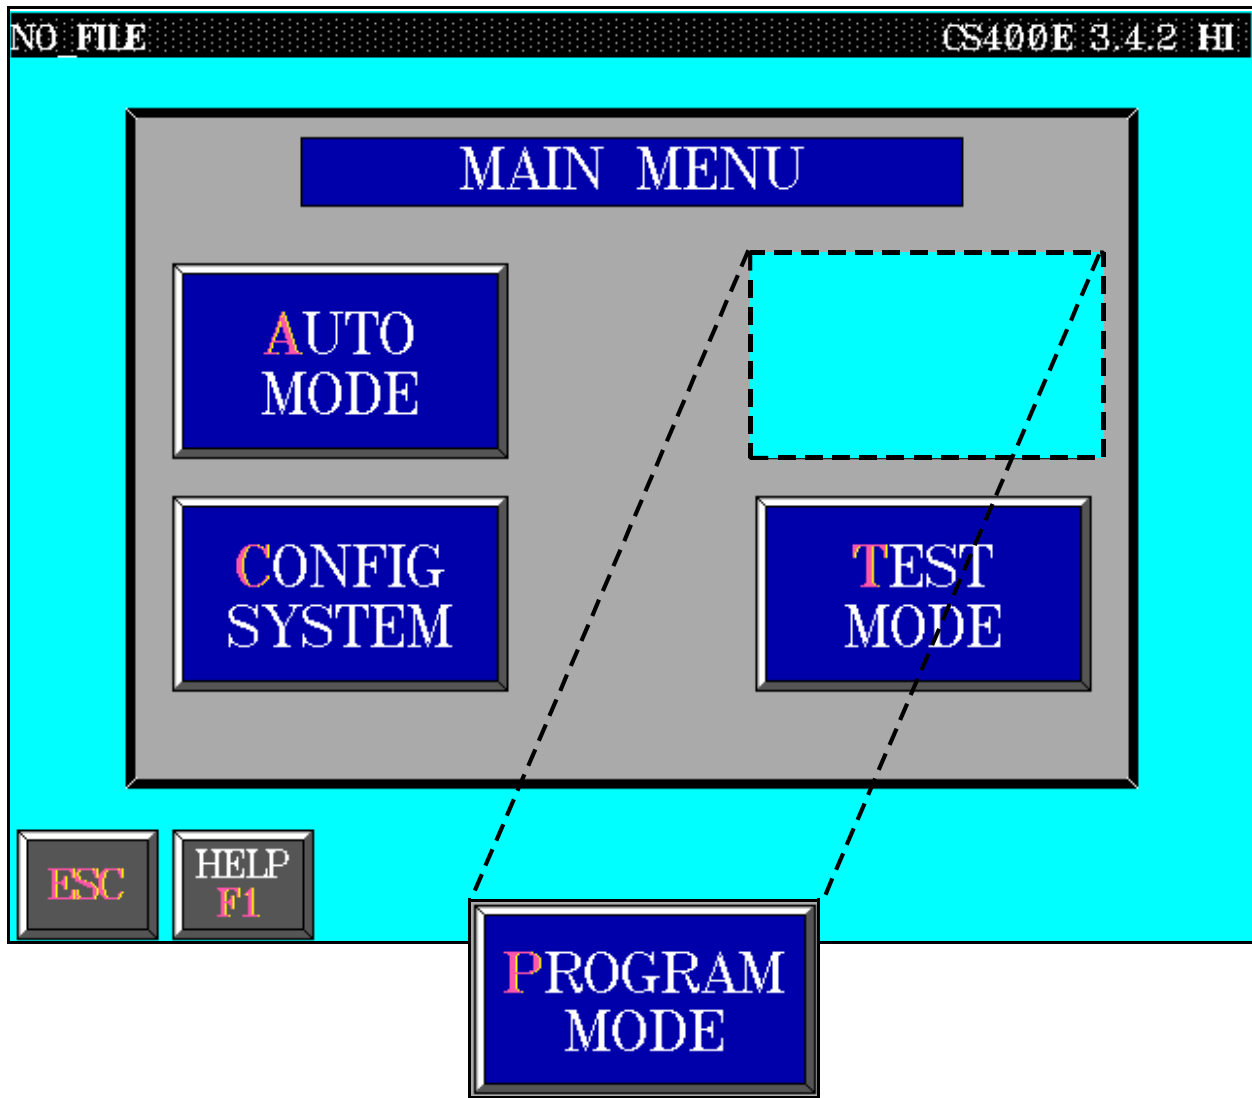 NO_FILE CS400E 3.4.2 HI
MAIN MENU
AUTO
MODE
CONFIG
SYSTEM
TEST
MODE
ESC
HELP
F1
PROGRAM
MODE